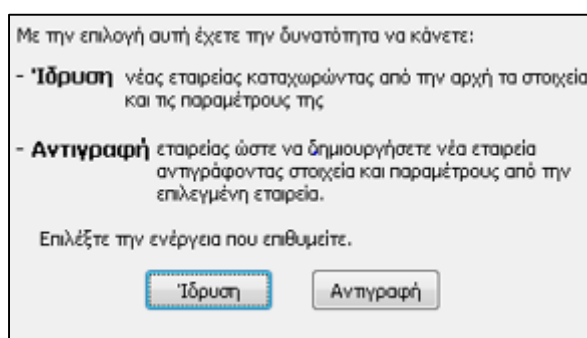 Με την επιλογή αυτή έχετε την δυνατότητα να κάνετε:
- Ίδρυση νέας εταιρείας καταχωρώντας από την αρχή τα στοιχεία
και τις παραμέτρους της
- Αντιγραφή εταιρείας ώστε να δημιουργήσετε νέα εταιρεία
αντιγράφοντας στοιχεία και παραμέτρους από την
επιλεγμένη εταιρεία.
Επιλέξτε την ενέργεια που επιθυμείτε.
Ίδρυση Αντιγραφή